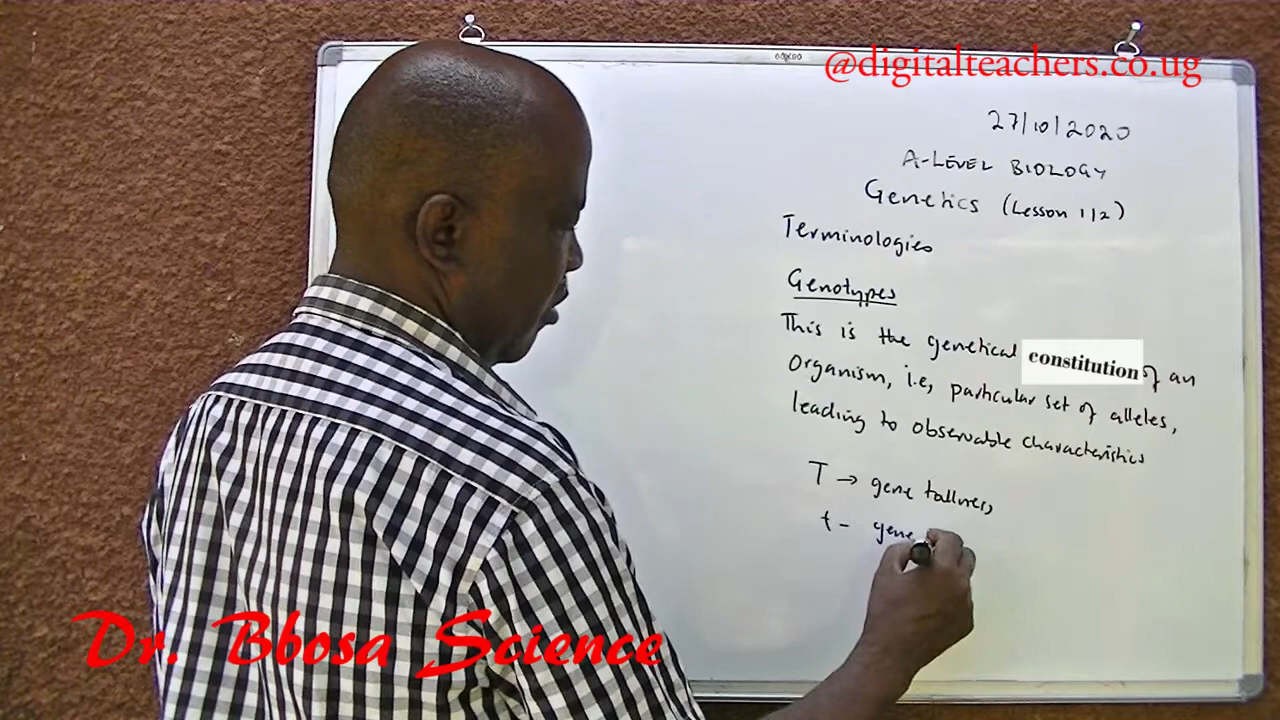 @digitalteachers.co.ug
27/10/2020
A-LEVEL BIOLOGY
Genetics (Lesson 1/2)
Terminologies
Genotypes
This is the genetical constitution of an
Organism, i.e, particular set of alleles,
leading to observable characteristics
T → gene tallness,
t - gene
Dr. Bbosa Science